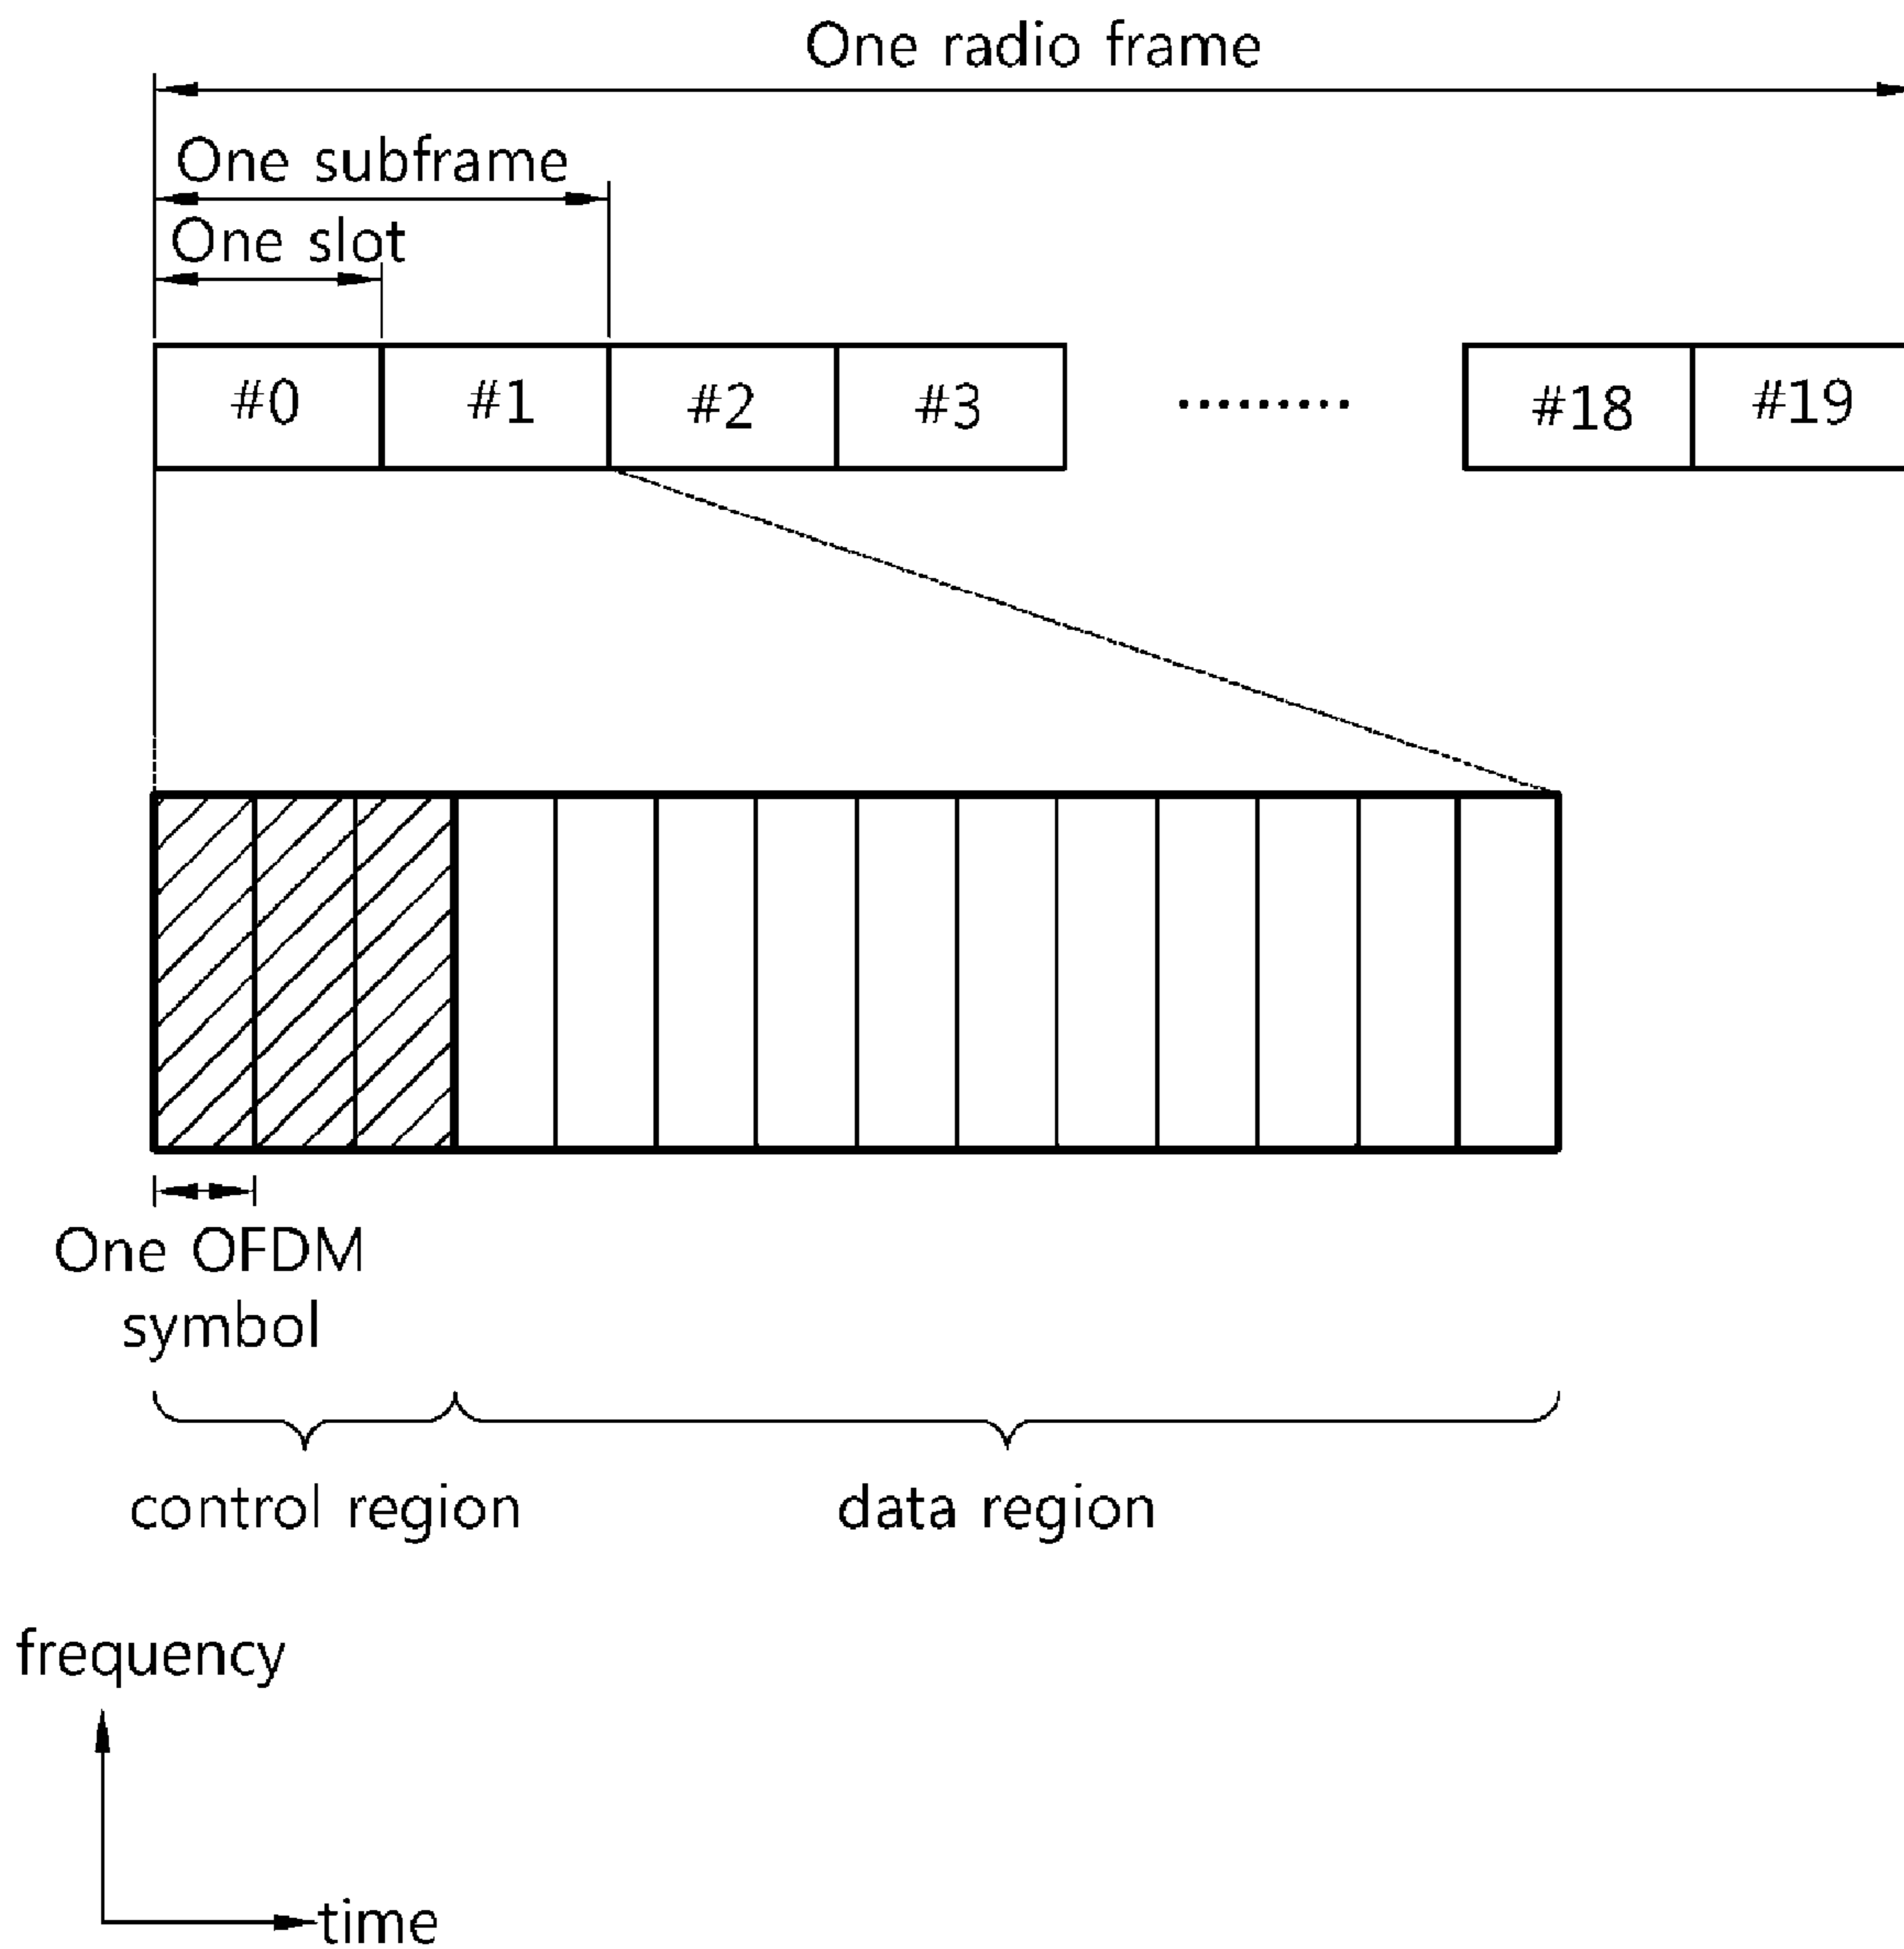 One radio frame
One subframe
One slot
#0 #1 #2 #3 ......... #18 #19
One OFDM
symbol
control region data region
frequency
time